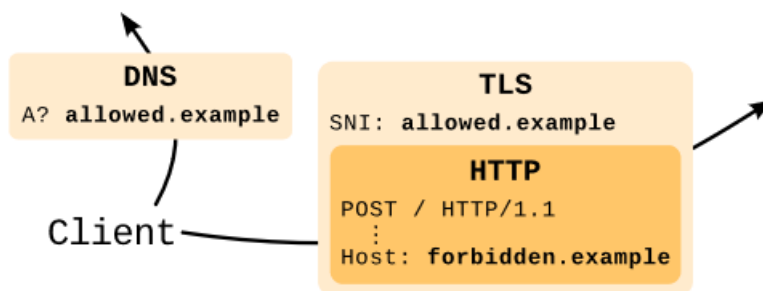 DNS
A? allowed.example
TLS
SNI: allowed.example
HTTP
POST / HTTP/1.1
⋮
Host: forbidden.example
Client